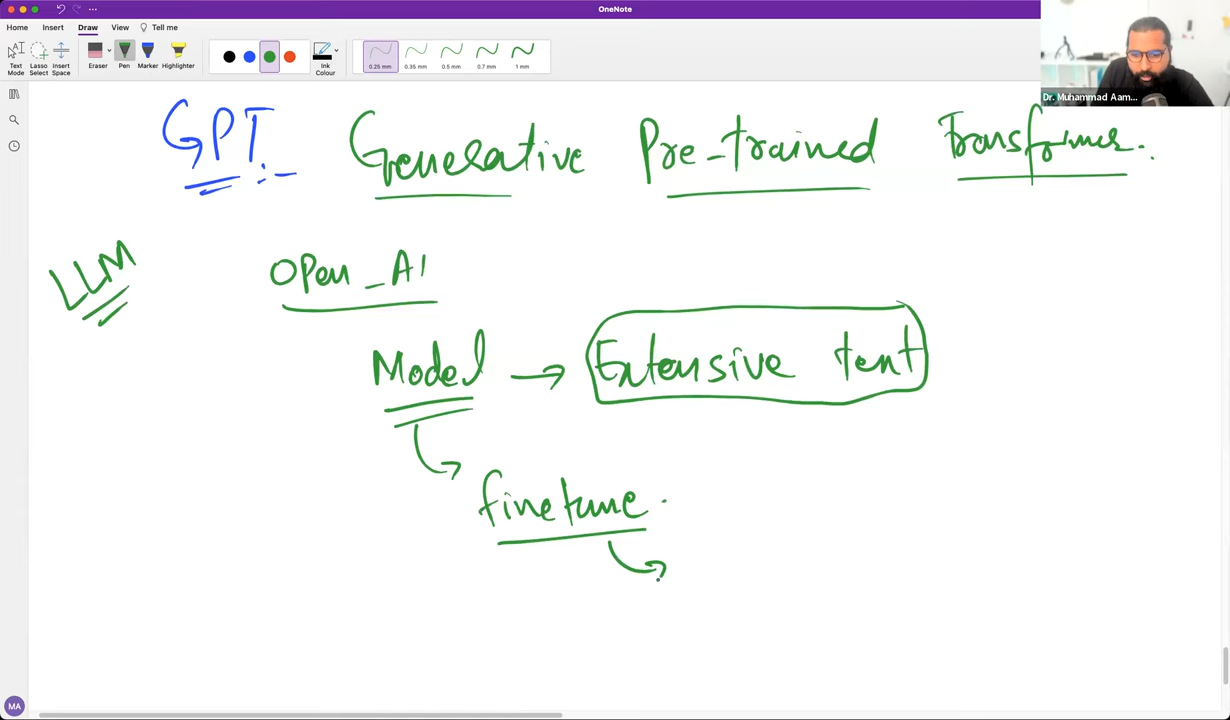 OneNote
Home Insert Draw View Tell me
Text Mode Lasso Select Insert Space Eraser Pen Marker Highlighter Ink Colour 0.25 mm 0.35 mm 0.5 mm 0.7 mm 1 mm
Dr. Muhammad Aam...
GPT :- Generative Pre-trained Transformer.
LLM
OPen_AI
Model → Extensive text
finetune.
MA